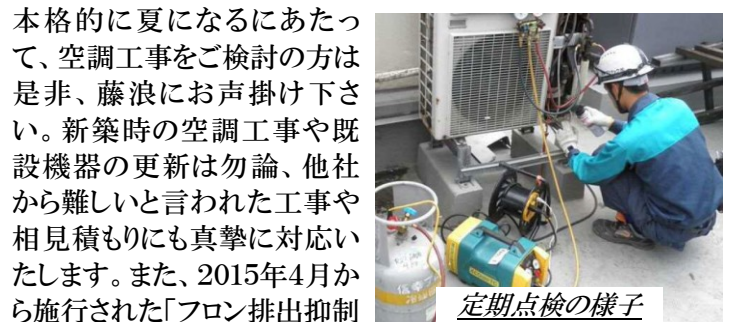 本格的に夏になるにあたっ
て、空調工事をご検討の方は
是非、藤浪にお声掛け下さ
い。新築時の空調工事や既
設機器の更新は勿論、他社
から難しいと言われた工事や
相見積もりにも真摯に対応い
たします。また、2015年4月か
ら施行された「フロン排出抑制
定期点検の様子